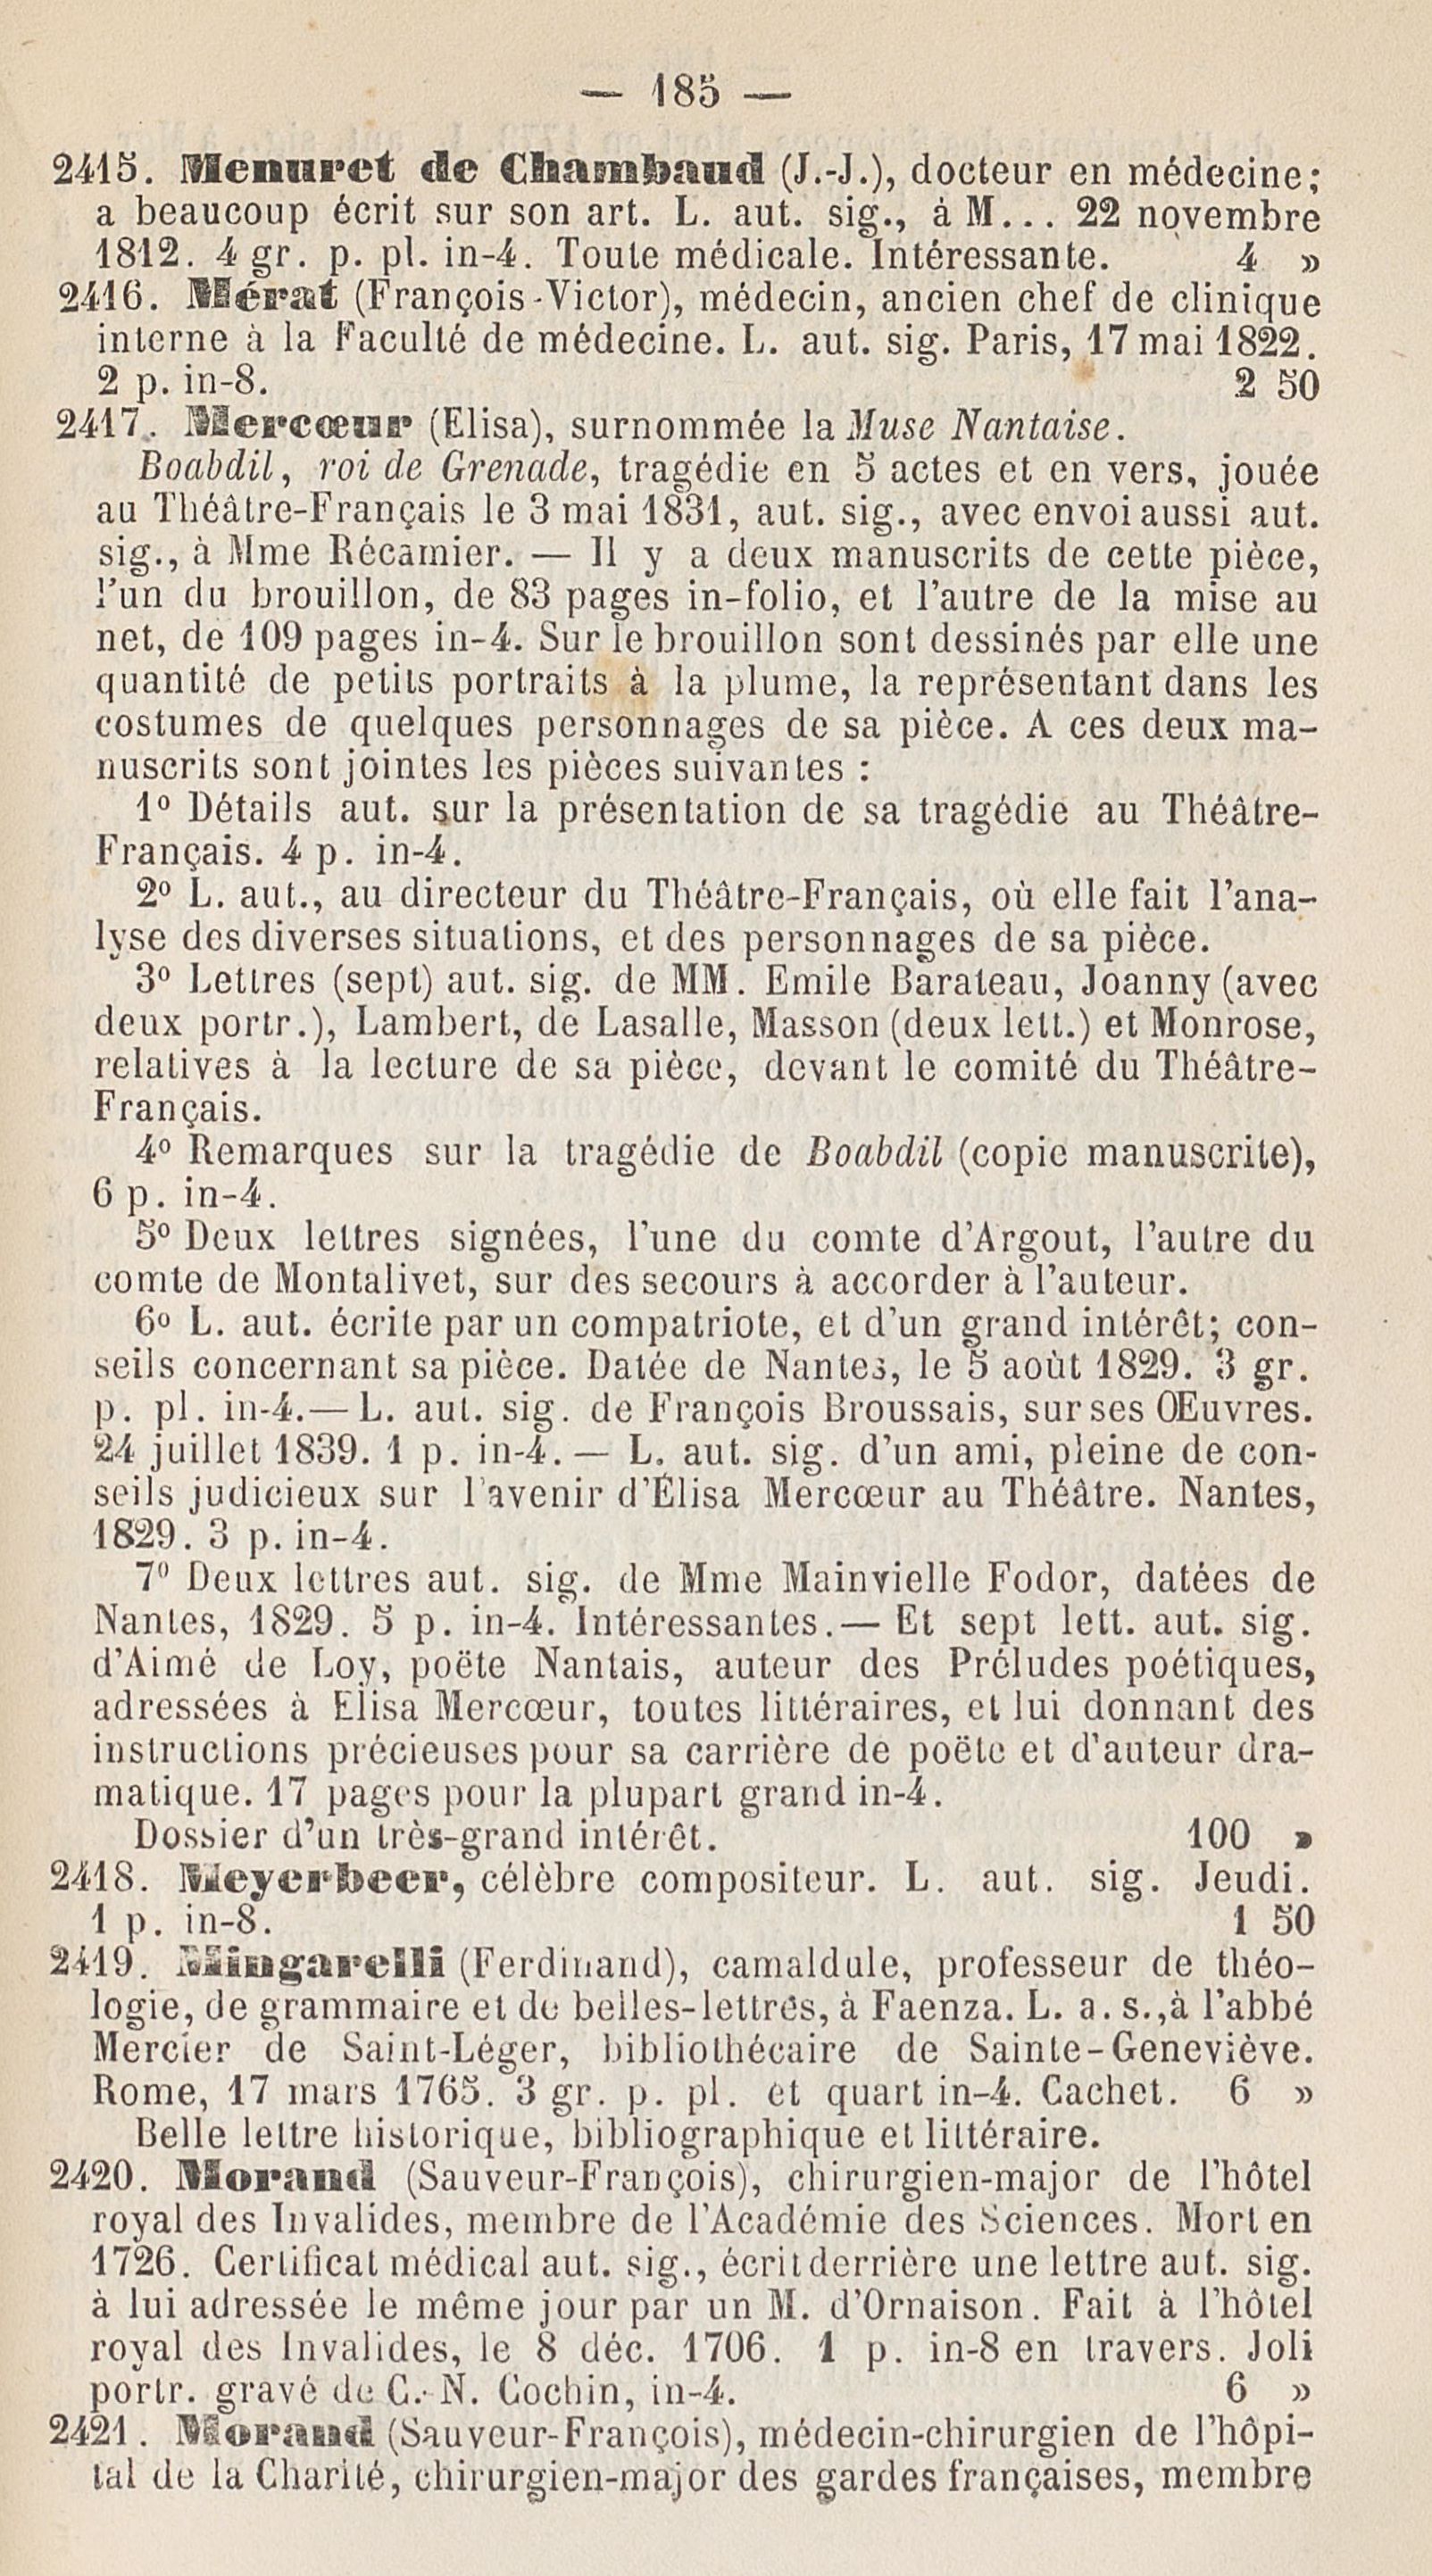 — 185 —
2415. Menuret de Chambaud (J.-J.), docteur en médecine;
a beaucoup écrit sur son art. L. aut. sig., à M... 22 novembre
1812. 4 gr. p. pl. in-4. Toute médicale. Intéressante. 4 »
2416. Mérat (François-Victor), médecin, ancien chef de clinique
interne à la Faculté de médecine. L. aut. sig. Paris, 17 mai 1822.
2 p. in-8. 2 50
2417. Mercœur (Elisa), surnommée la Muse Nantaise.
Boabdil, roi de Grenade, tragédie en 5 actes et en vers, jouée
au Théâtre-Français le 3 mai 1831, aut. sig., avec envoi aussi aut.
sig., à Mme Récamier. — Il y a deux manuscrits de cette pièce,
l'un du brouillon, de 83 pages in-folio, et l'autre de la mise au
net, de 109 pages in-4. Sur le brouillon sont dessinés par elle une
quantité de petits portraits à la plume, la représentant dans les
costumes de quelques personnages de sa pièce. A ces deux ma-
nuscrits sont jointes les pièces suivantes :
1º Détails aut. sur la présentation de sa tragédie au Théâtre-
Français. 4 p. in-4.
2º L. aut., au directeur du Théâtre-Français, où elle fait l'ana-
lyse des diverses situations, et des personnages de sa pièce.
3º Lettres (sept) aut. sig. de MM. Emile Barateau, Joanny (avec
deux portr.), Lambert, de Lasalle, Masson (deux lett.) et Monrose,
relatives à la lecture de sa pièce, devant le comité du Théâtre-
Français.
4º Remarques sur la tragédie de Boabdil (copie manuscrite),
6 p. in-4.
5º Deux lettres signées, l'une du comte d'Argout, l'autre du
comte de Montalivet, sur des secours à accorder à l'auteur.
6º L. aut. écrite par un compatriote, et d'un grand intérêt; con-
seils concernant sa pièce. Datée de Nantes, le 5 août 1829. 3 gr.
p. pl. in-4. — L. aut. sig. de François Broussais, sur ses Œuvres.
24 juillet 1839. 1 p. in-4. — L. aut. sig. d'un ami, pleine de con-
seils judicieux sur l'avenir d'Élisa Mercœur au Théâtre. Nantes,
1829. 3 p. in-4.
7º Deux lettres aut. sig. de Mme Mainvielle Fodor, datées de
Nantes, 1829. 5 p. in-4. Intéressantes. — Et sept lett. aut. sig.
d'Aimé de Loy, poëte Nantais, auteur des Préludes poétiques,
adressées à Elisa Mercœur, toutes littéraires, et lui donnant des
instructions précieuses pour sa carrière de poëte et d'auteur dra-
matique. 17 pages pour la plupart grand in-4.
Dossier d'un très-grand intérêt. 100 »
2418. Meyerbeer, célèbre compositeur. L. aut. sig. Jeudi.
1 p. in-8. 1 50
2419. Mingarelli (Ferdinand), camaldule, professeur de théo-
logie, de grammaire et de belles-lettres, à Faenza. L. a. s., à l'abbé
Mercier de Saint-Léger, bibliothécaire de Sainte-Geneviève.
Rome, 17 mars 1765. 3 gr. p. pl. et quart in-4. Cachet. 6 »
Belle lettre historique, bibliographique et littéraire.
2420. Morand (Sauveur-François), chirurgien-major de l'hôtel
royal des Invalides, membre de l'Académie des Sciences. Mort en
1726. Certificat médical aut. sig., écrit derrière une lettre aut. sig.
à lui adressée le même jour par un M. d'Ornaison. Fait à l'hôtel
royal des Invalides, le 8 déc. 1706. 1 p. in-8 en travers. Joli
portr. gravé de C.-N. Cochin, in-4. 6 »
2421. Morand (Sauveur-François), médecin-chirurgien de l'hôpi-
tal de la Charité, chirurgien-major des gardes françaises, membre